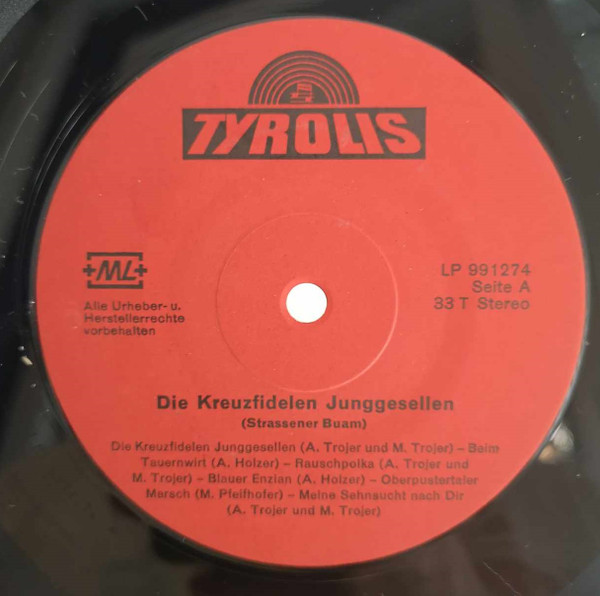 TYROLIS
+ML+
Alle Urheber- u.
Herstellerrechte
vorbehalten
LP 991274
Seite A
33 T Stereo
Die Kreuzfidelen Junggesellen
(Strassener Buam)
Die Kreuzfidelen Junggesellen (A. Trojer und M. Trojer) – Beim
Tauernwirt (A. Holzer) – Rauschpolka (A. Trojer und
M. Trojer) – Blauer Enzian (A. Holzer) – Oberpustertaler
Marsch (M. Pfeifhofer) – Meine Sehnsucht nach Dir
(A. Trojer und M. Trojer)